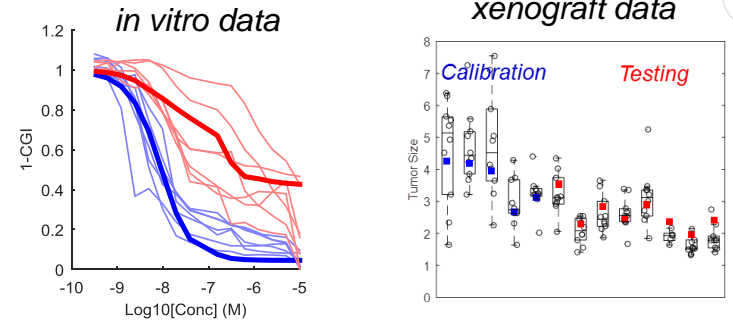 in vitro data
1.2
1
0.8
0.6
0.4
0.2
0
1-CGI
-10 -9 -8 -7 -6 -5
Log10[Conc] (M)
xenograft data
8
7
6
5
4
3
2
1
0
Tumor Size
Calibration
Testing